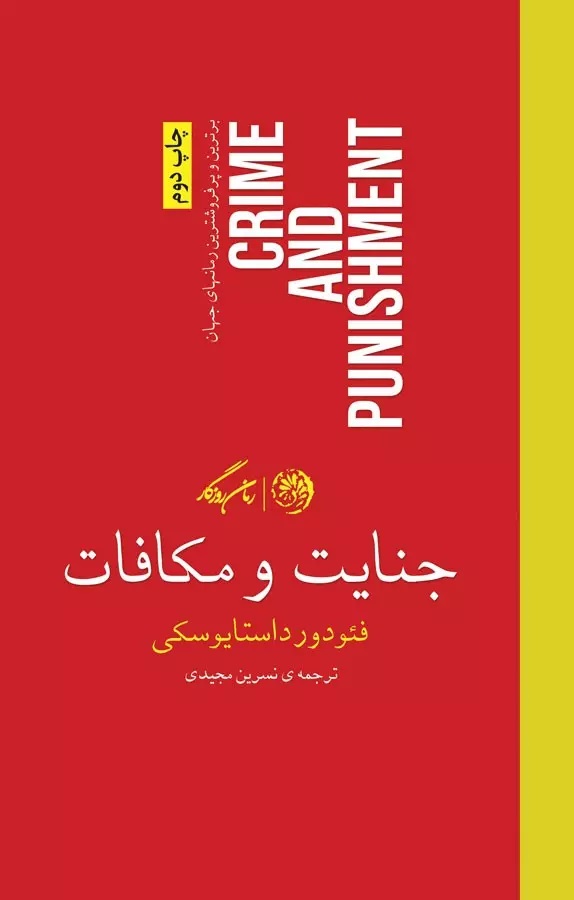 چاپ دوم
برترین و پرفروشترین رمانهای جهان
CRIME
AND
PUNISHMENT
رمان روزگار
جنایت و مکافات
فئودور داستایوسکی
ترجمه‌ی نسرین مجیدی